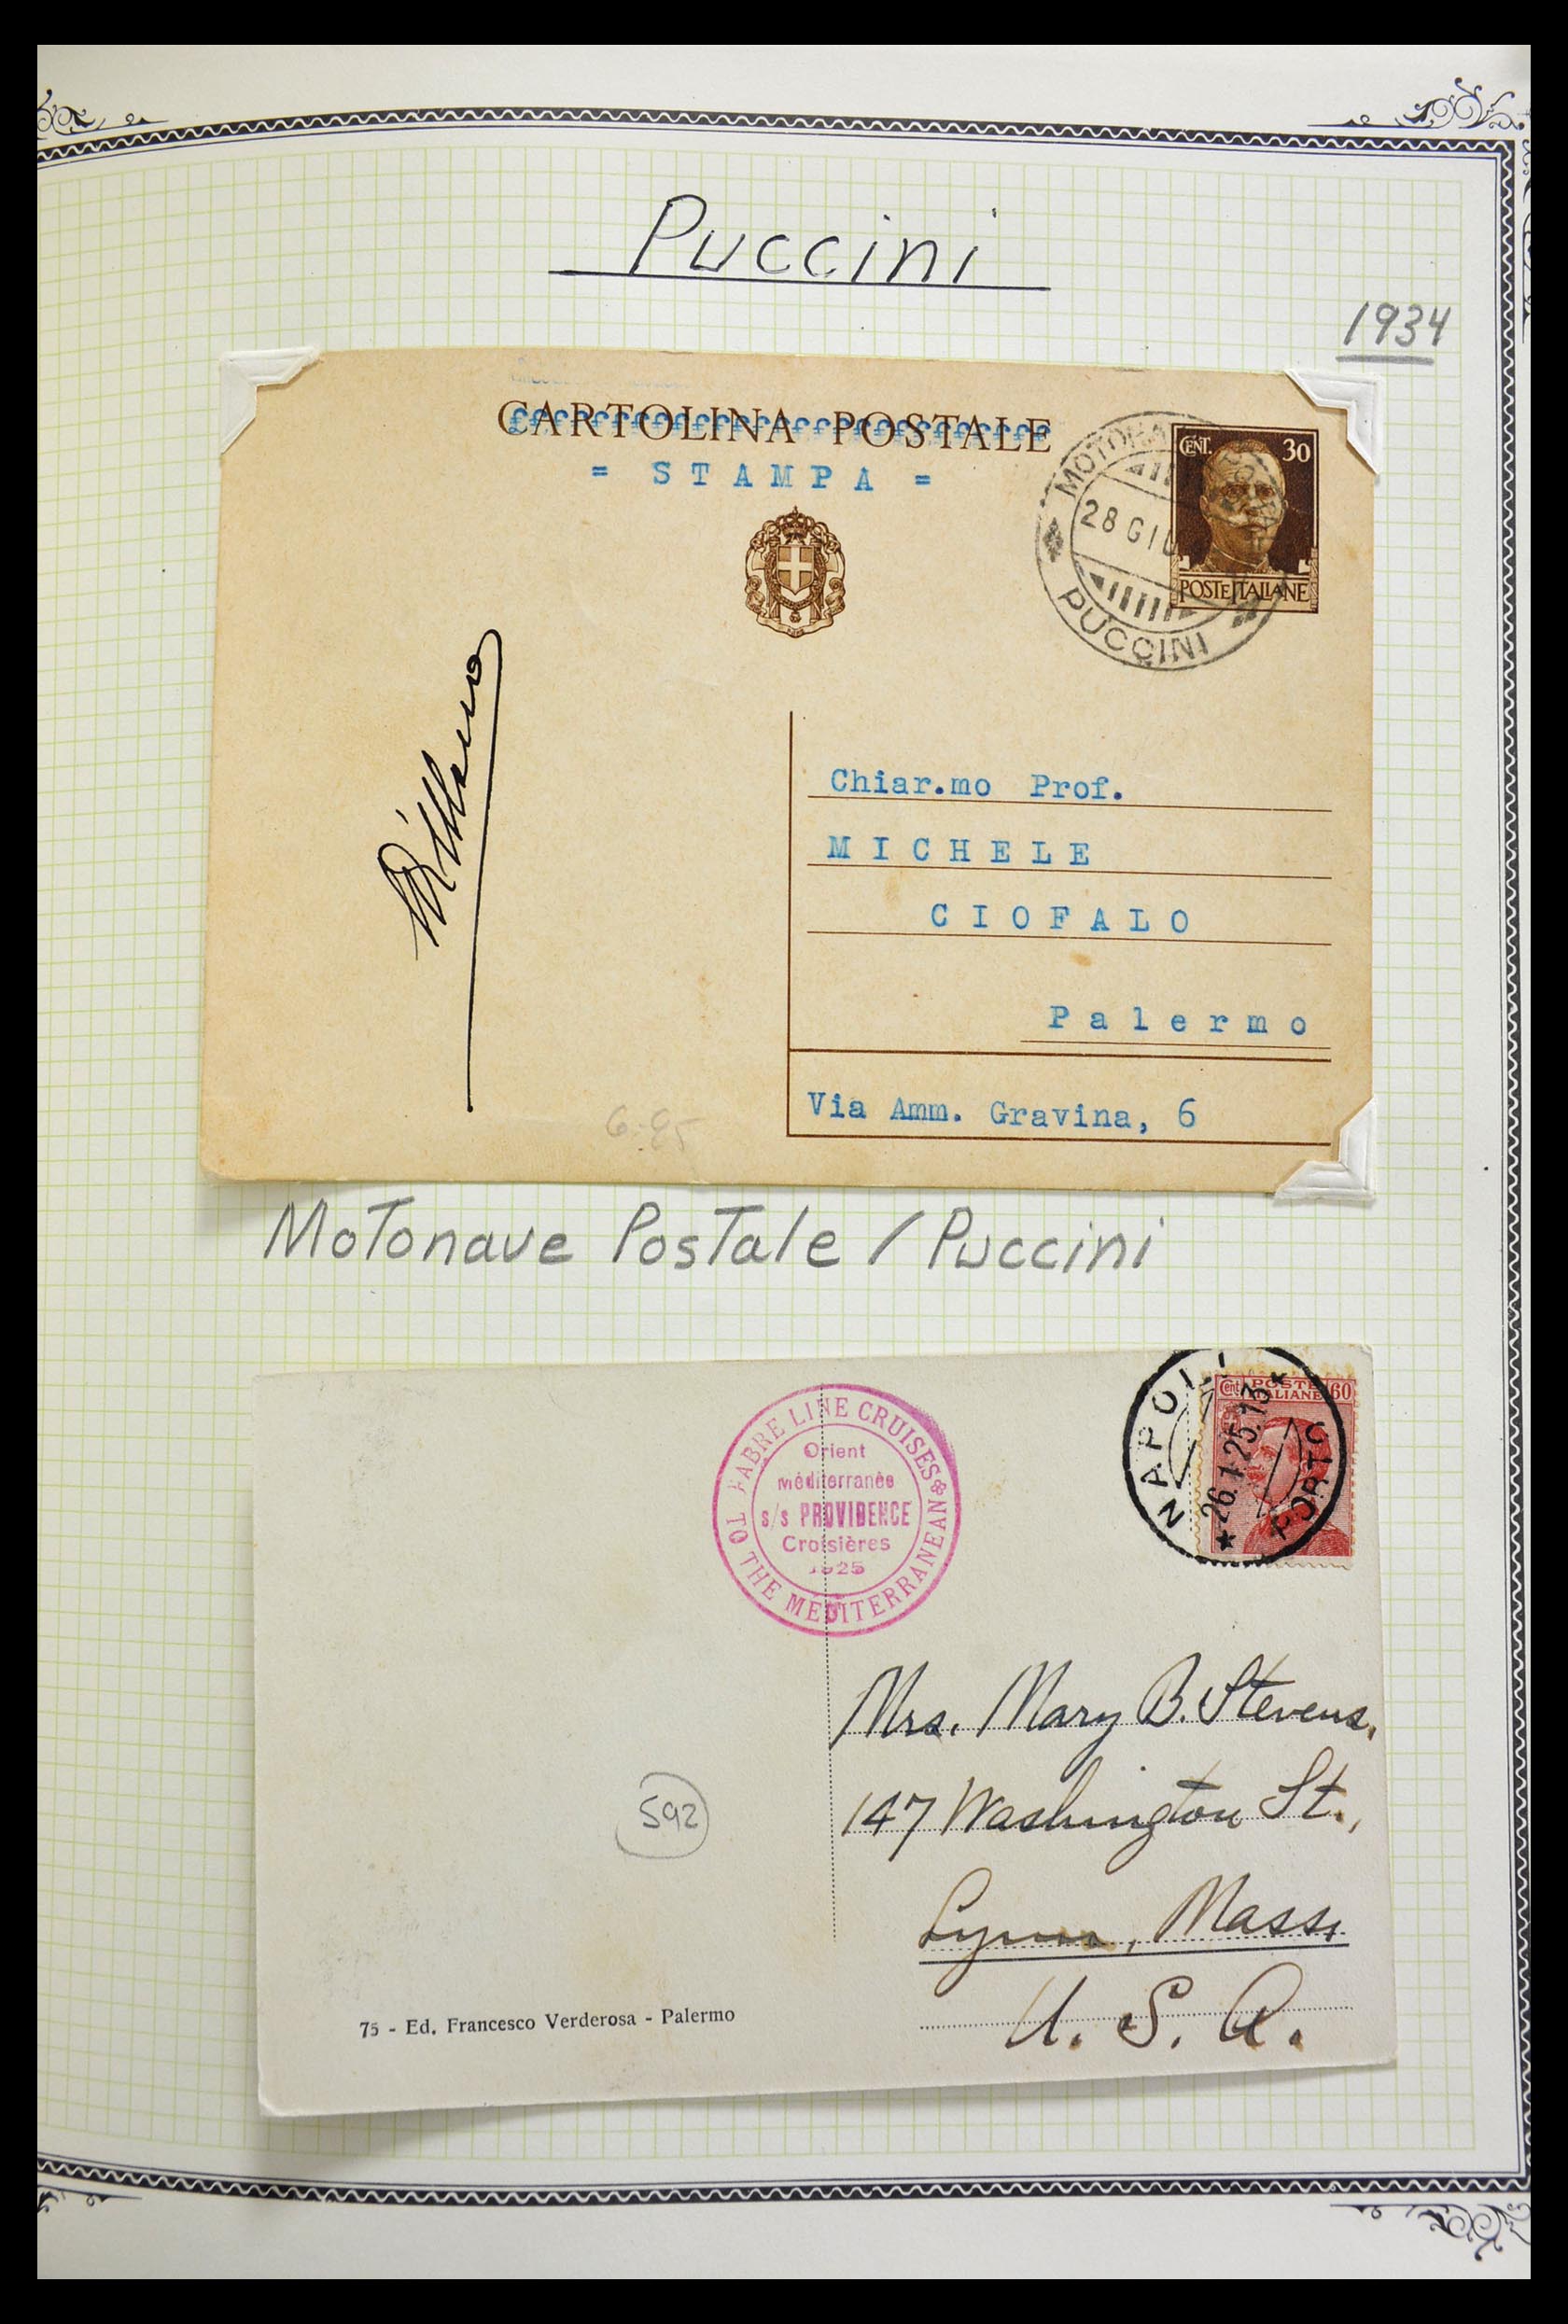 Puccini
1934
CARTOLINA POSTALE
= STAMPA =
CENT. 30
POSTE ITALIANE
28 GIU
PUCCINI
Chiar.mo Prof.
MICHELE
CIOFALO
Palermo
Via Amm. Gravina, 6
Motonave Postale / Puccini
FABRE LINE CRUISES
TO THE MEDITERRANEAN
Orient
Méditerranée
s/s PROVIDENCE
Croisières
1925
NAPOLI
PORTO
26.1.25.13
Cent 60
POSTE
ITALIANE
Mrs. Mary B. Stevens,
147 Washington St.,
Lynn, Mass.
U. S. A.
592
75 - Ed. Francesco Verderosa - Palermo